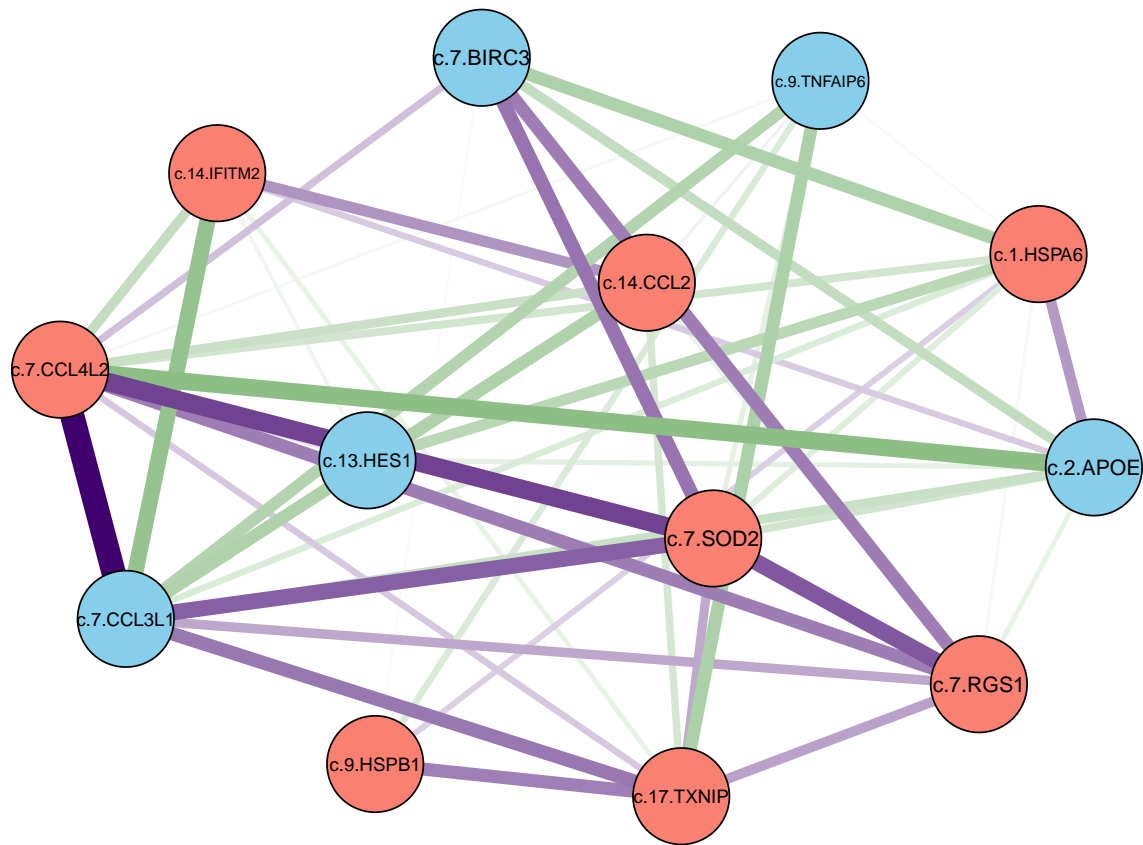 c.7.BIRC3
c.9.TNFAIP6
c.14.IFITM2
c.1.HSPA6
c.14.CCL2
c.7.CCL4L2
c.13.HES1
c.2.APOE
c.7.SOD2
c.7.CCL3L1
c.7.RGS1
c.9.HSPB1
c.17.TXNIP